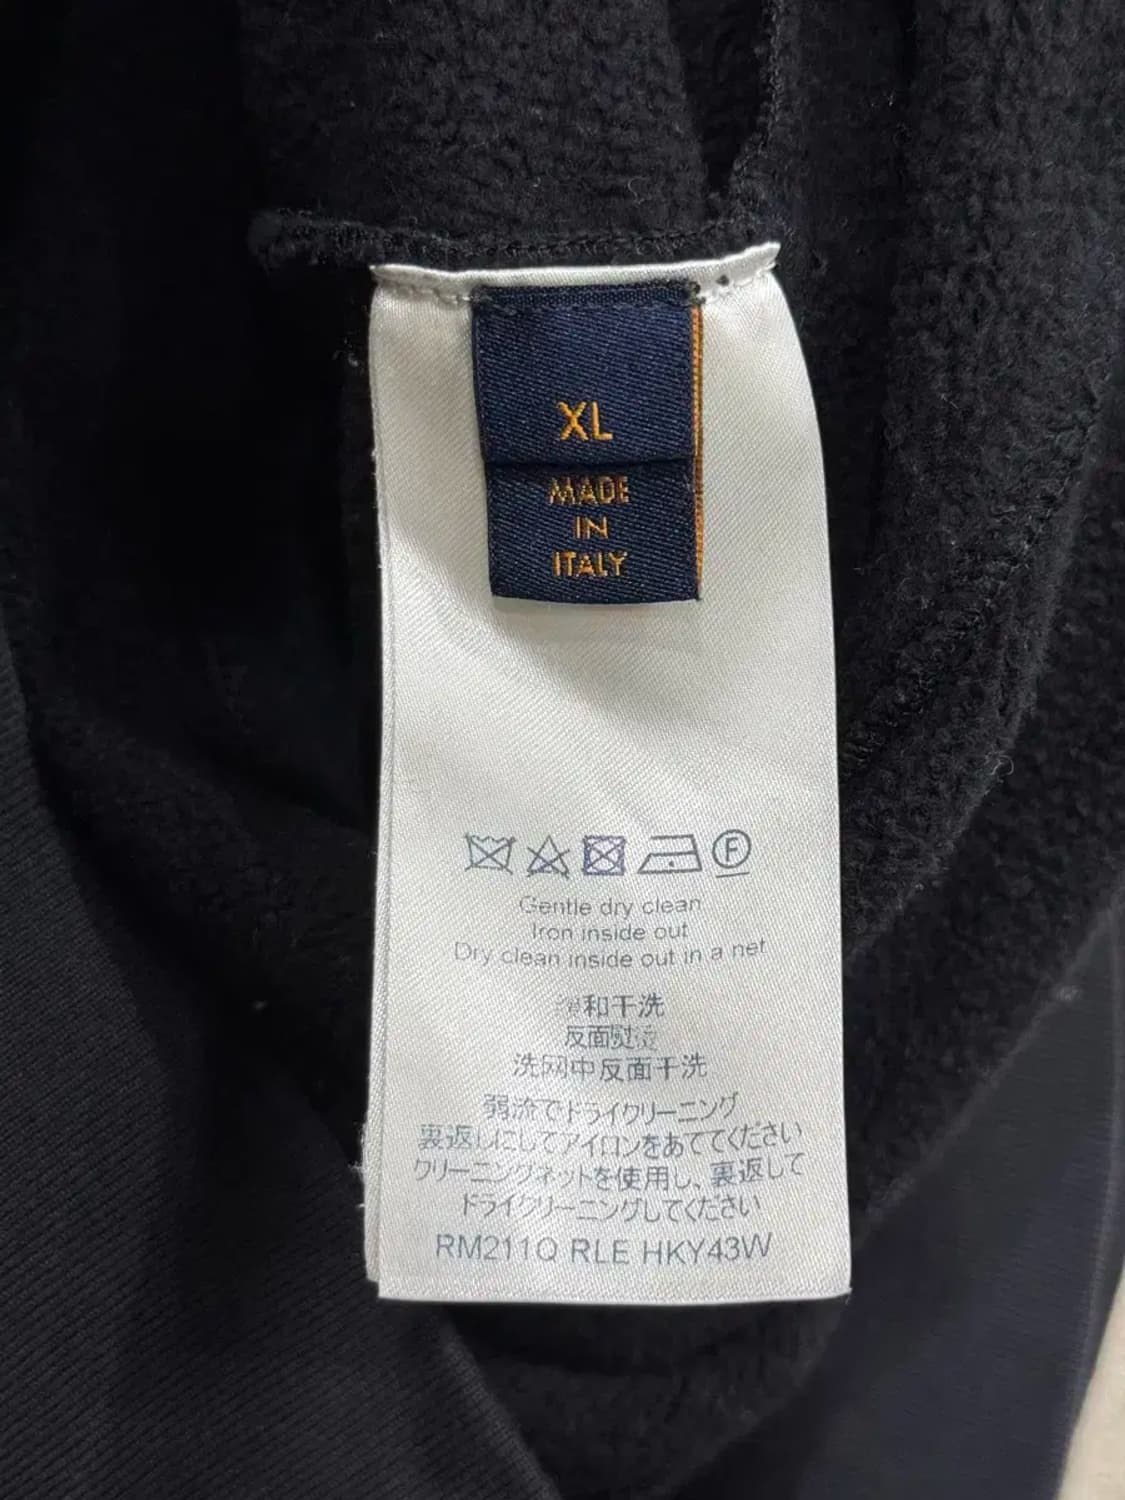 XL
MADE
IN
ITALY
F
Gentle dry clean
Iron inside out
Dry clean inside out in a net
和干洗
反面熨烫
洗网中反面干洗
弱流でドライクリーニング
裏返しにしてアイロンをあててください
クリーニングネットを使用し、裏返して
ドライクリーニングしてください
RM211Q RLE HKY43W